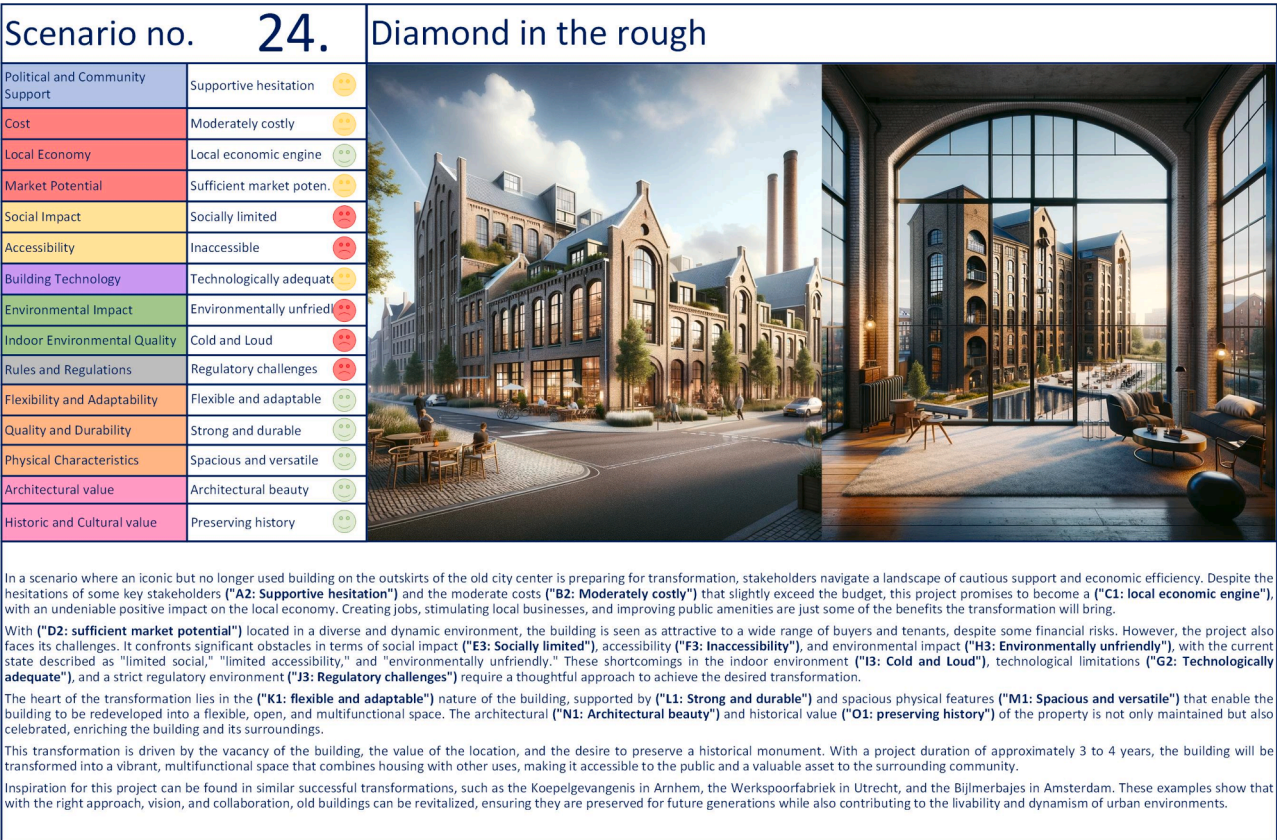 Scenario no. 24. Diamond in the rough
Political and Community
Support
Supportive hesitation
Cost Moderately costly
Local Economy Local economic engine
Market Potential Sufficient market poten.
Social Impact Socially limited
Accessibility Inaccessible
Building Technology Technologically adequate
Environmental Impact Environmentally unfriedl
Indoor Environmental Quality Cold and Loud
Rules and Regulations Regulatory challenges
Flexibility and Adaptability Flexible and adaptable
Quality and Durability Strong and durable
Physical Characteristics Spacious and versatile
Architectural value Architectural beauty
Historic and Cultural value Preserving history
In a scenario where an iconic but no longer used building on the outskirts of the old city center is preparing for transformation, stakeholders navigate a landscape of cautious support and economic efficiency. Despite the
hesitations of some key stakeholders ("A2: Supportive hesitation") and the moderate costs ("B2: Moderately costly") that slightly exceed the budget, this project promises to become a ("C1: local economic engine"),
with an undeniable positive impact on the local economy. Creating jobs, stimulating local businesses, and improving public amenities are just some of the benefits the transformation will bring.
With ("D2: sufficient market potential") located in a diverse and dynamic environment, the building is seen as attractive to a wide range of buyers and tenants, despite some financial risks. However, the project also
faces its challenges. It confronts significant obstacles in terms of social impact ("E3: Socially limited"), accessibility ("F3: Inaccessibility"), and environmental impact ("H3: Environmentally unfriendly"), with the current
state described as "limited social," "limited accessibility," and "environmentally unfriendly." These shortcomings in the indoor environment ("I3: Cold and Loud"), technological limitations ("G2: Technologically
adequate"), and a strict regulatory environment ("J3: Regulatory challenges") require a thoughtful approach to achieve the desired transformation.
The heart of the transformation lies in the ("K1: flexible and adaptable") nature of the building, supported by ("L1: Strong and durable") and spacious physical features ("M1: Spacious and versatile") that enable the
building to be redeveloped into a flexible, open, and multifunctional space. The architectural ("N1: Architectural beauty") and historical value ("O1: preserving history") of the property is not only maintained but also
celebrated, enriching the building and its surroundings.
This transformation is driven by the vacancy of the building, the value of the location, and the desire to preserve a historical monument. With a project duration of approximately 3 to 4 years, the building will be
transformed into a vibrant, multifunctional space that combines housing with other uses, making it accessible to the public and a valuable asset to the surrounding community.
Inspiration for this project can be found in similar successful transformations, such as the Koepelgevangenis in Arnhem, the Werkspoorfabriek in Utrecht, and the Bijlmerbajes in Amsterdam. These examples show that
with the right approach, vision, and collaboration, old buildings can be revitalized, ensuring they are preserved for future generations while also contributing to the livability and dynamism of urban environments.